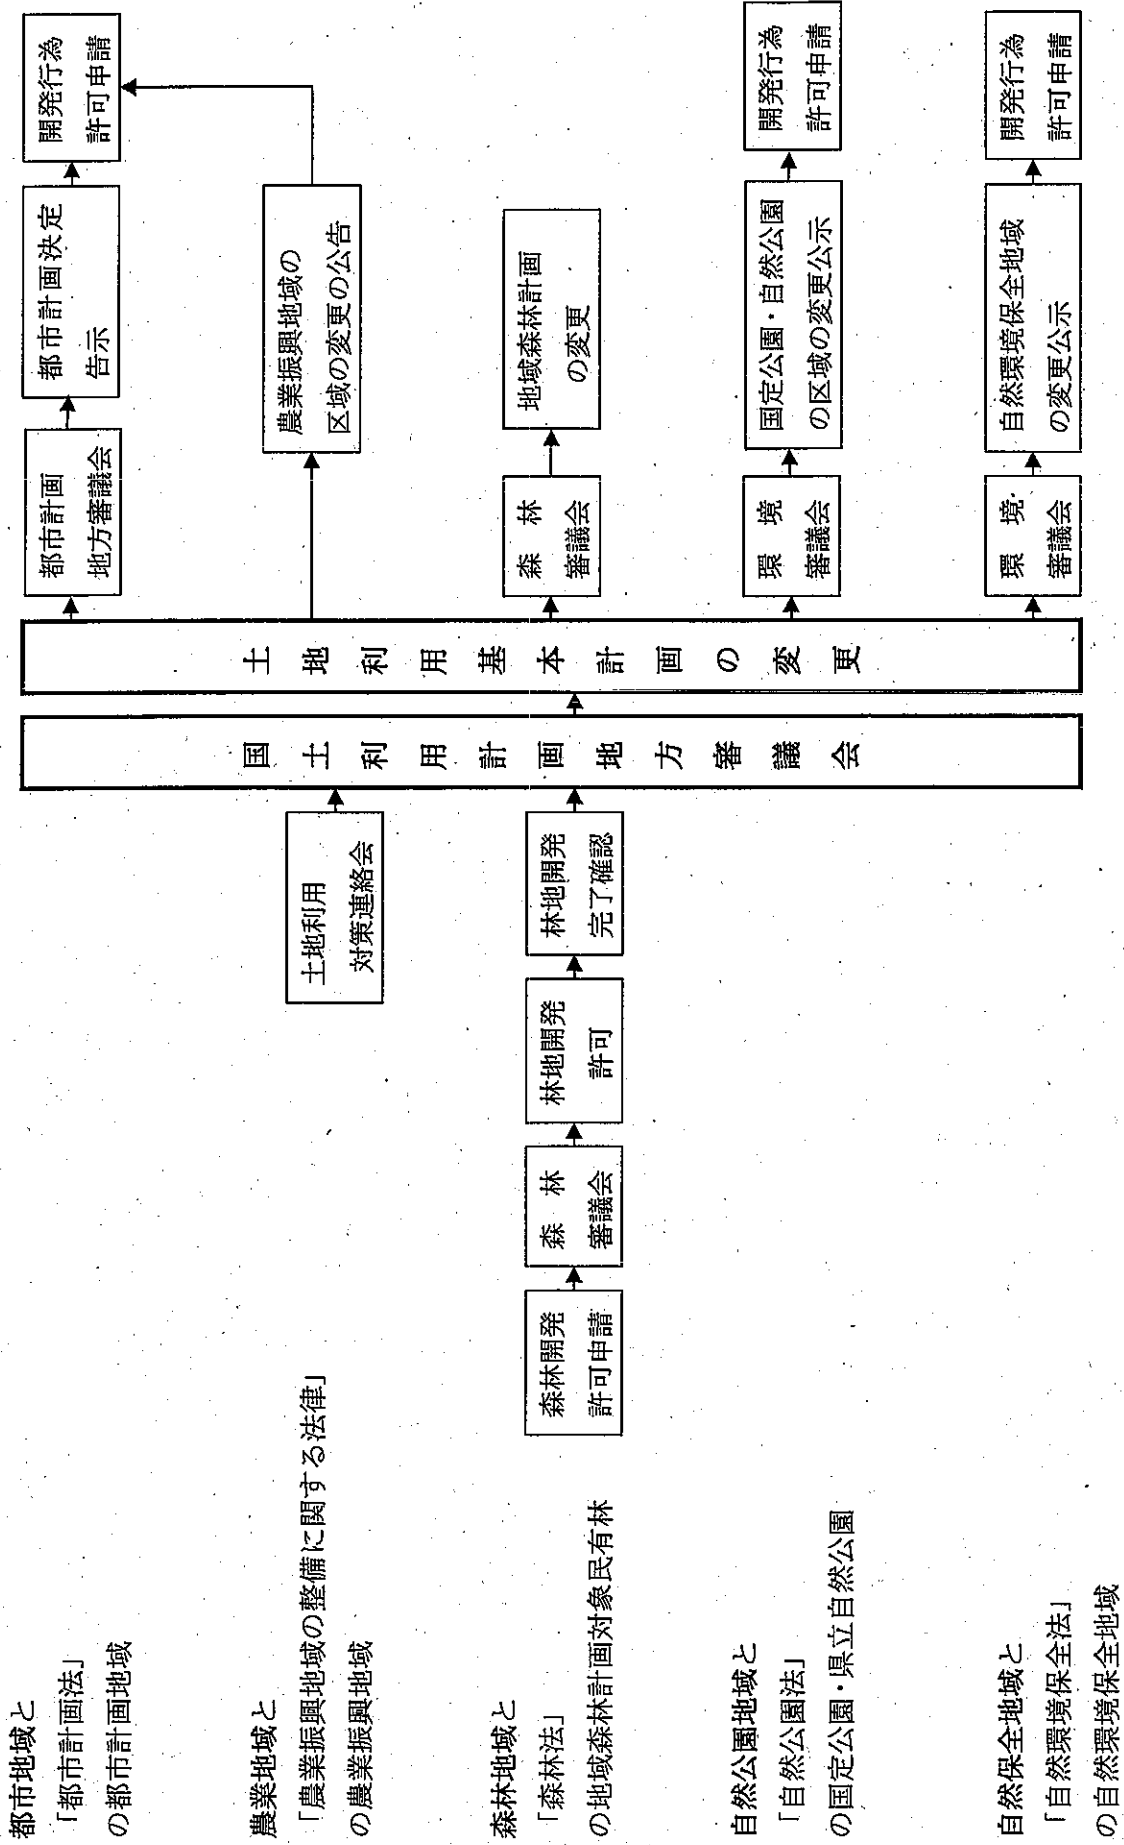 都市地域と
「都市計画法」
の都市計画地域
都市計画
地方審議会
都市計画決定
告示
開発行為
許可申請
農業地域と
「農業振興地域の整備に関する法律」
の農業振興地域
土地利用
対策連絡会
農業振興地域の
区域の変更の公告
国土利用計画地方審議会
土地利用基本計画の変更
森林地域と
「森林法」
の地域森林計画対象民有林
森林開発
許可申請
森林
審議会
林地開発
許可
林地開発
完了確認
森林
審議会
地域森林計画
の変更
自然公園地域と
「自然公園法」
の国定公園・県立自然公園
環境
審議会
国定公園・自然公園
の区域の変更公示
開発行為
許可申請
自然保全地域と
「自然環境保全法」
の自然環境保全地域
環境
審議会
自然環境保全地域
の変更公示
開発行為
許可申請